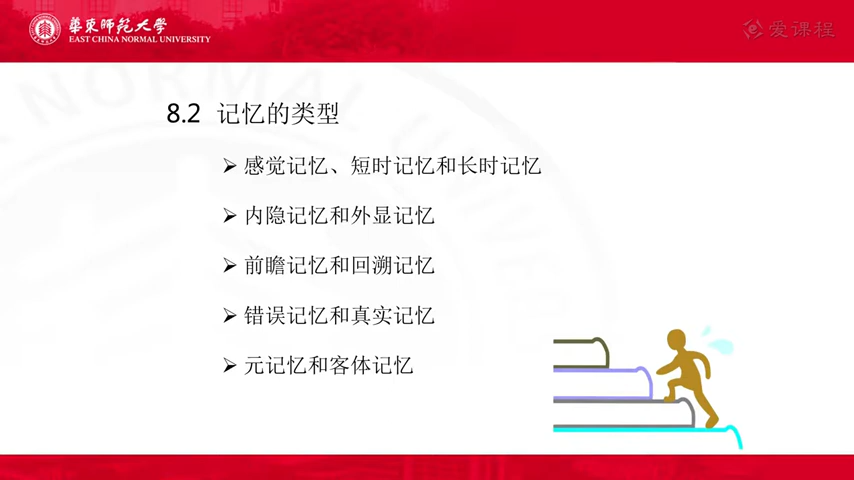 華東師範大學
EAST CHINA NORMAL UNIVERSITY
爱课程
8.2 记忆的类型
感觉记忆、短时记忆和长时记忆
内隐记忆和外显记忆
前瞻记忆和回溯记忆
错误记忆和真实记忆
元记忆和客体记忆